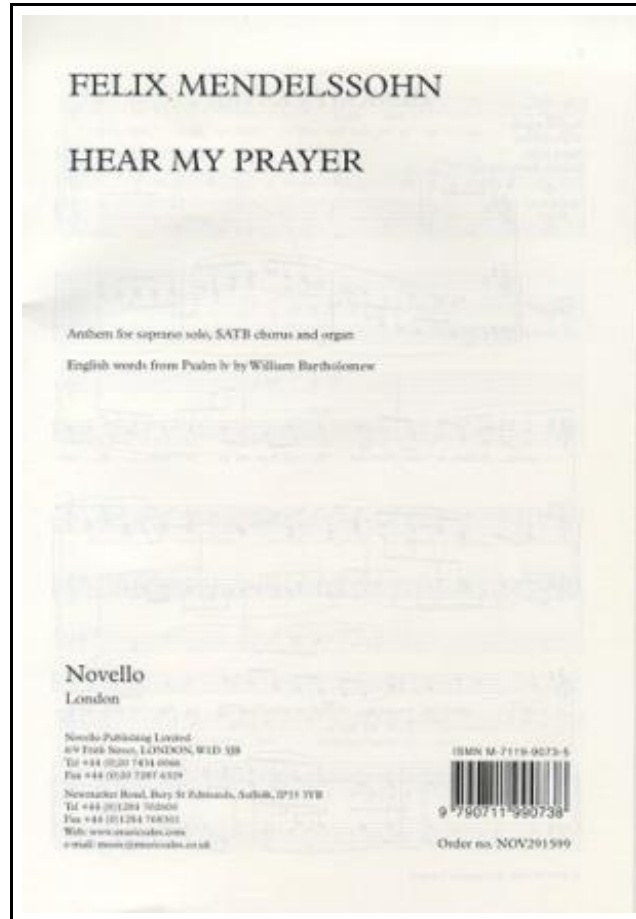 FELIX MENDELSSOHN
HEAR MY PRAYER
Anthem for soprano solo, SATB chorus and organ
English words from Psalm lv by William Bartholomew
Novello
London
Novello Publishing Limited
8/9 Frith Street, LONDON, W1D 3JB
Tel +44 (0)20 7434 0066
Fax +44 (0)20 7287 6329
Newmarket Road, Bury St Edmunds, Suffolk, IP33 3YB
Tel +44 (0)1284 702600
Fax +44 (0)1284 768301
Web: www.musicsales.com
e-mail: music@musicsales.co.uk
ISMN M-7119-9073-5
9 790711 990738
Order no. NOV291599